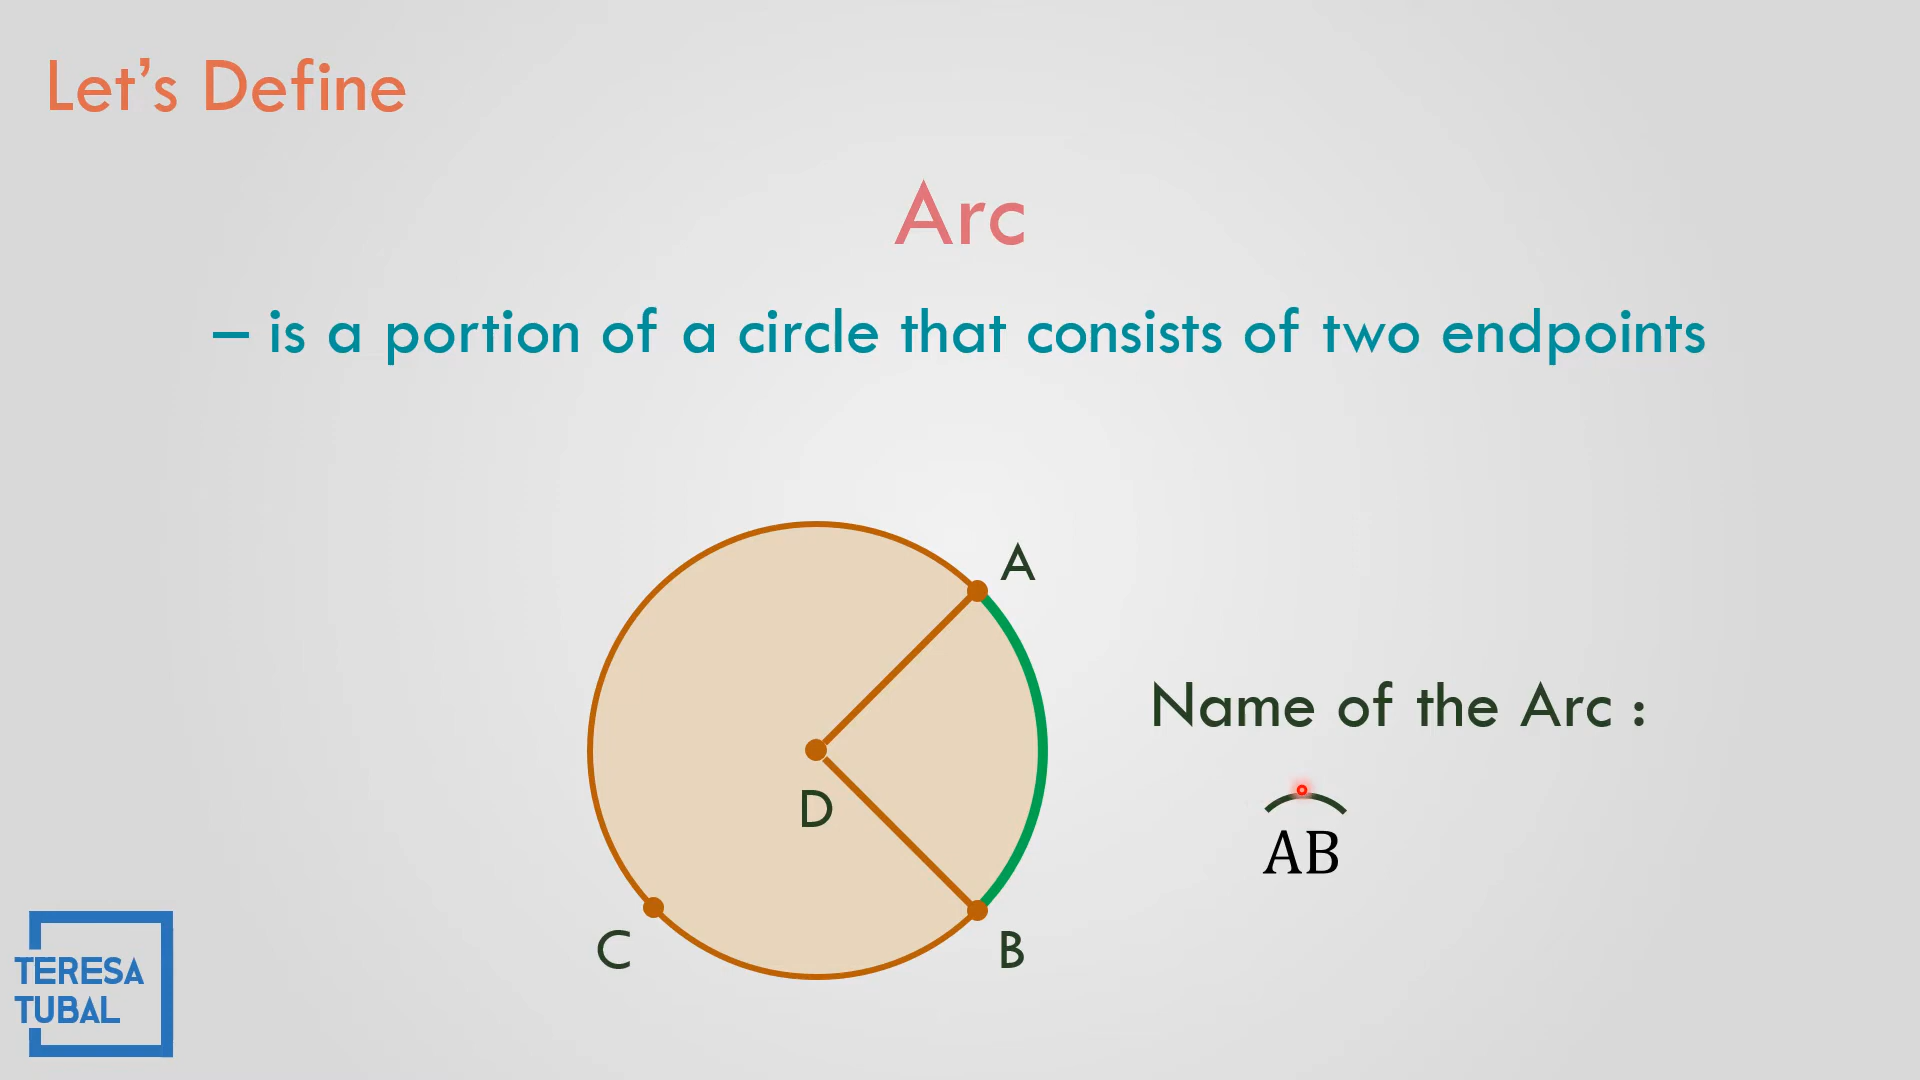 Let’s Define
Arc
– is a portion of a circle that consists of two endpoints
A
Name of the Arc :
D
AB
C
B
TERESA
TUBAL